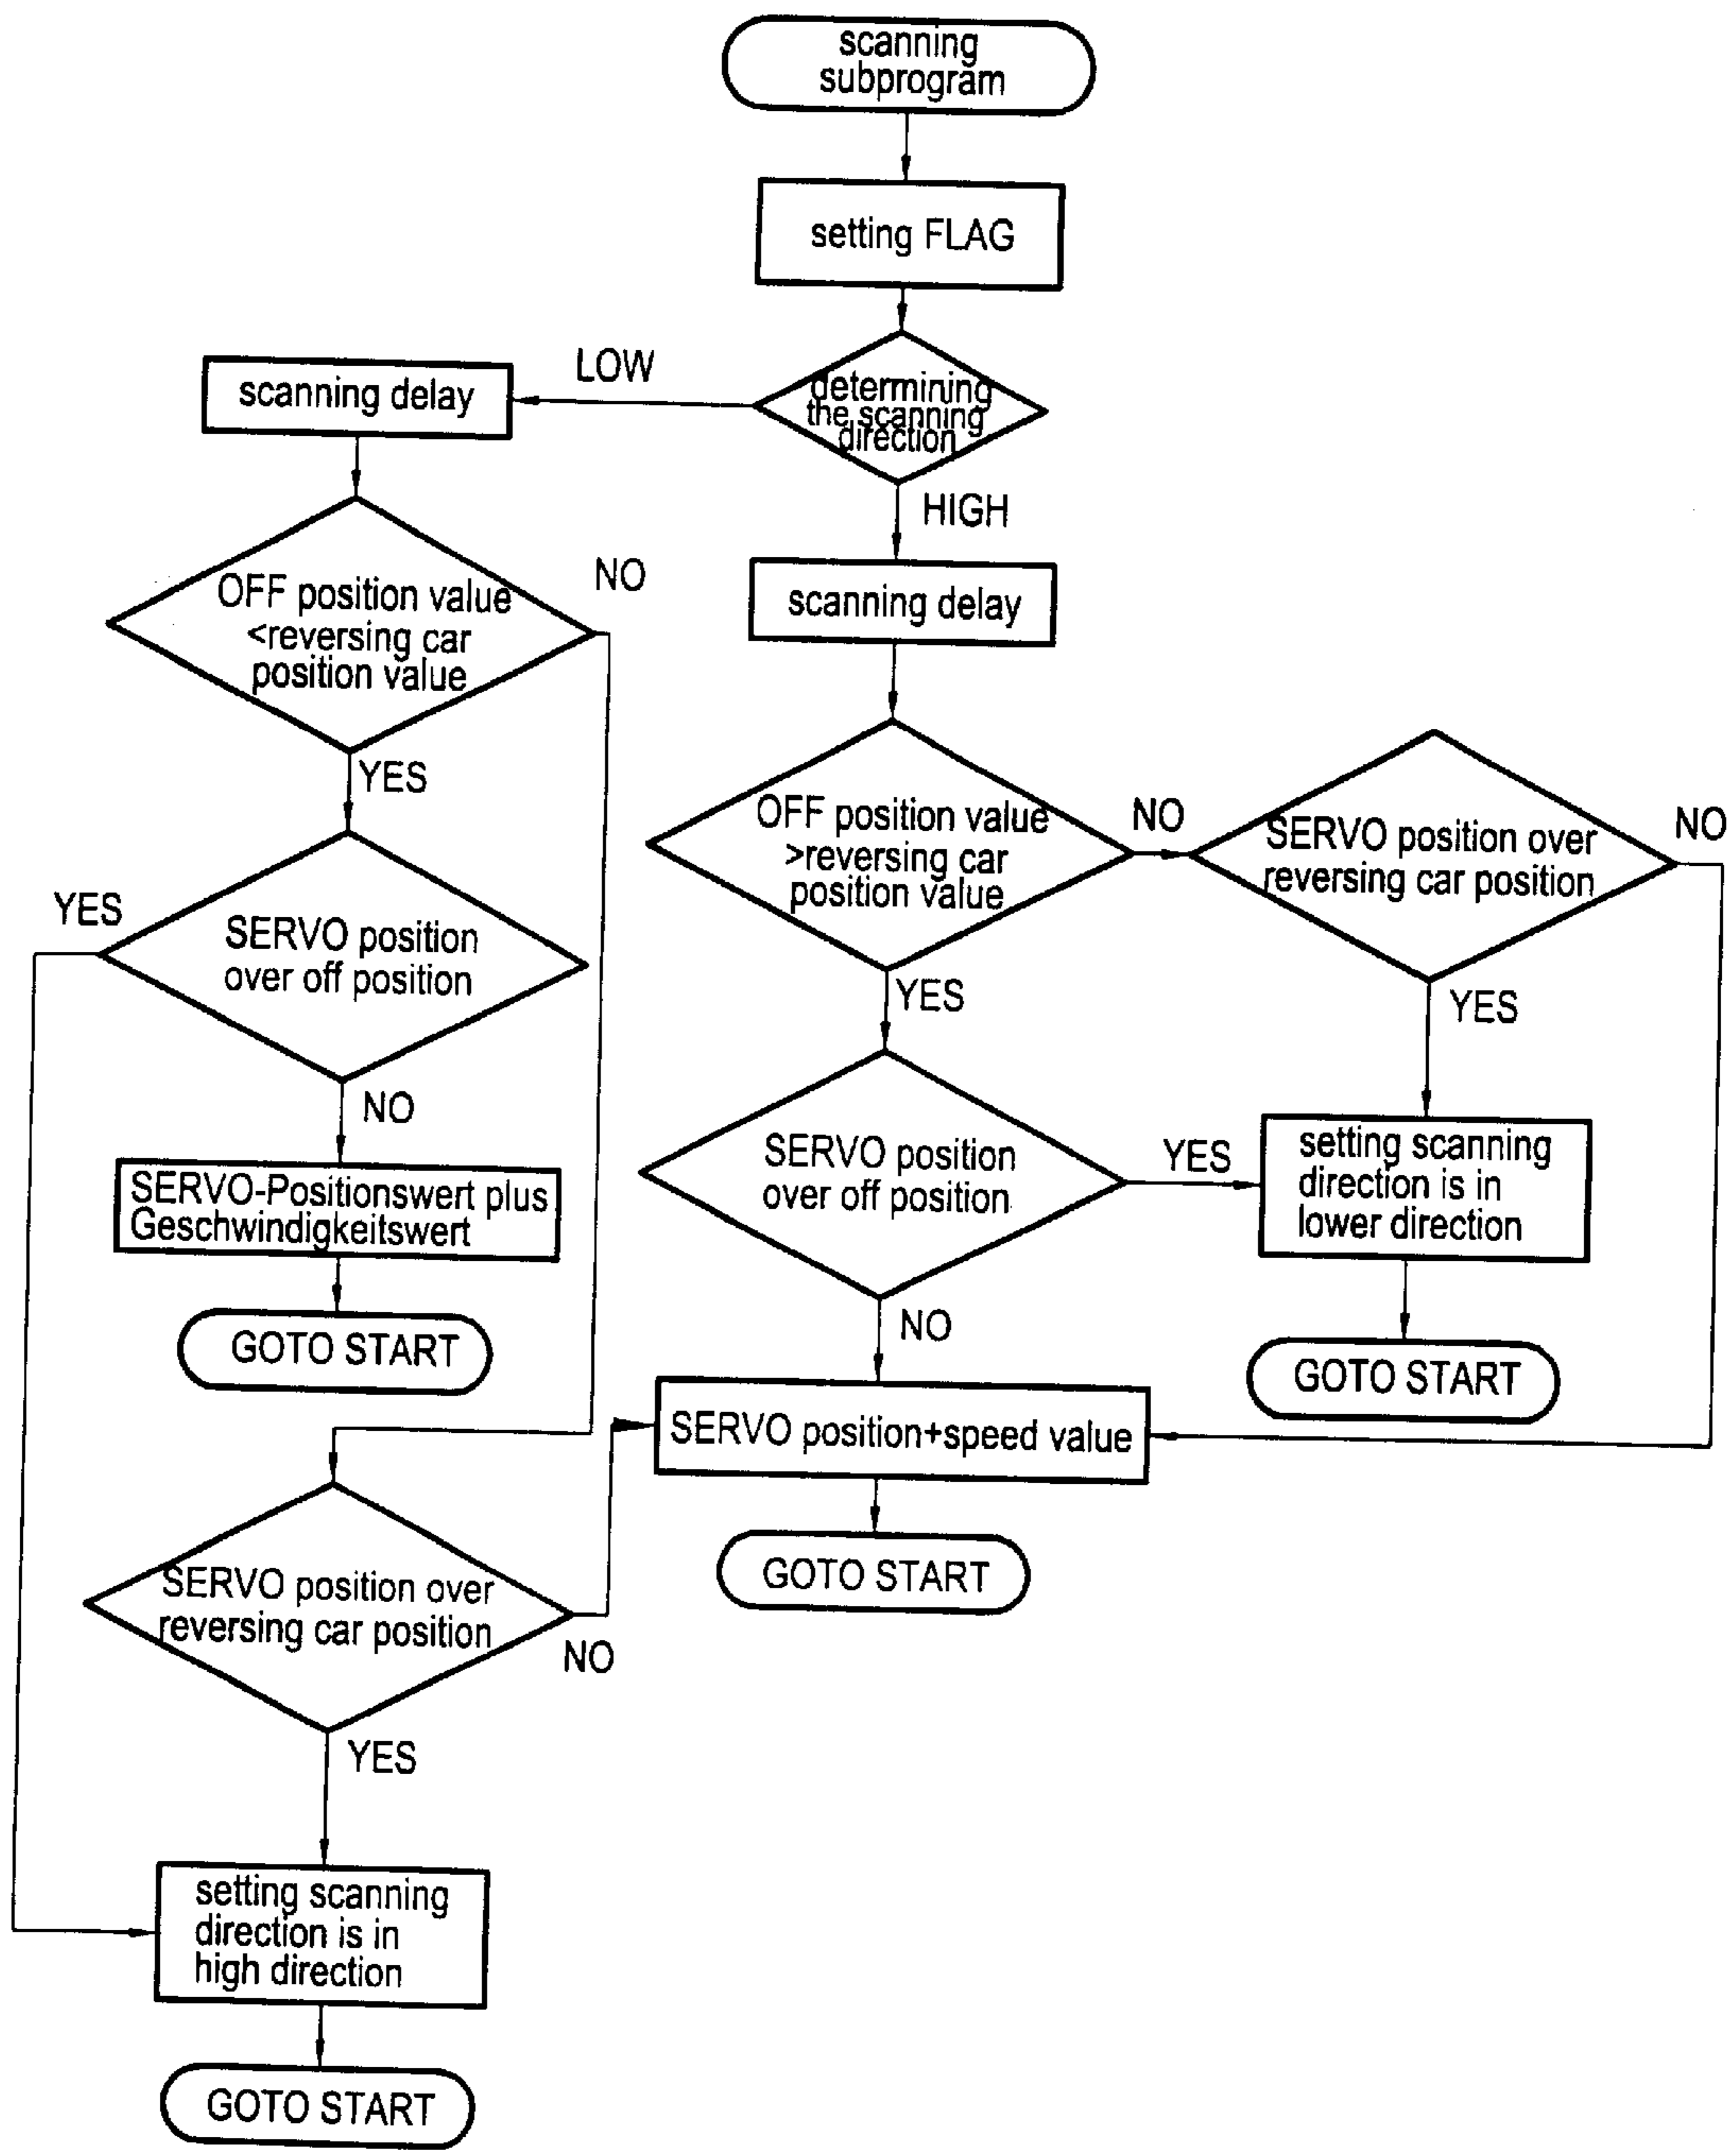 scanning
subprogram
setting FLAG
determining
the scanning
direction
LOW
scanning delay
HIGH
scanning delay
OFF position value
<reversing car
position value
NO
YES
SERVO position
over off position
YES
NO
SERVO-Positionswert plus
Geschwindigkeitswert
GOTO START
OFF position value
>reversing car
position value
NO
YES
SERVO position over
reversing car position
NO
YES
SERVO position
over off position
YES
NO
setting scanning
direction is in
lower direction
GOTO START
SERVO position+speed value
GOTO START
SERVO position over
reversing car position
NO
YES
setting scanning
direction is in
high direction
GOTO START